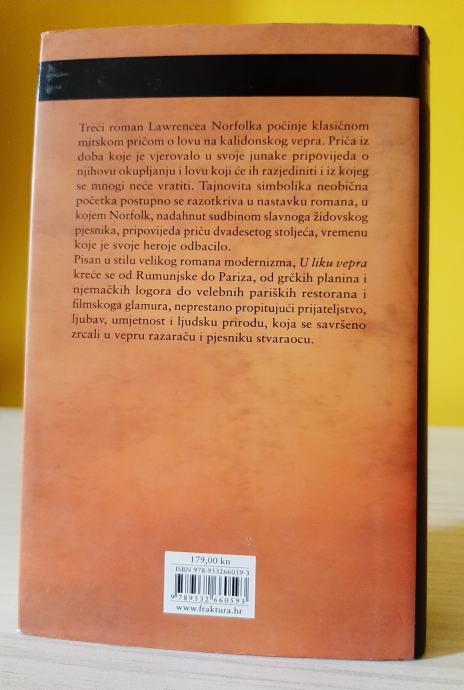 Treći roman Lawrencea Norfolka počinje klasičnom
mitskom pričom o lovu na kalidonskog vepra. Priča iz
doba koje je vjerovalo u svoje junake pripovijeda o
njihovu okupljanju i lovu koji će ih razjediniti i iz kojeg
se mnogi neće vratiti. Tajnovita simbolika neobična
početka postupno se razotkriva u nastavku romana, u
kojem Norfolk, nadahnut sudbinom slavnoga židovskog
pjesnika, pripovijeda priču dvadesetog stoljeća, vremenu
koje je svoje heroje odbacilo.
Pisan u stilu velikog romana modernizma, U liku vepra
kreće se od Rumunjske do Pariza, od grčkih planina i
njemačkih logora do velebnih pariških restorana i
filmskoga glamura, neprestano propitujući prijateljstvo,
ljubav, umjetnost i ljudsku prirodu, koja se savršeno
zrcali u vepru razaraču i pjesniku stvaraocu.
179,00 kn
ISBN 978-953266059-3
9 789532 660593
www.fraktura.hr